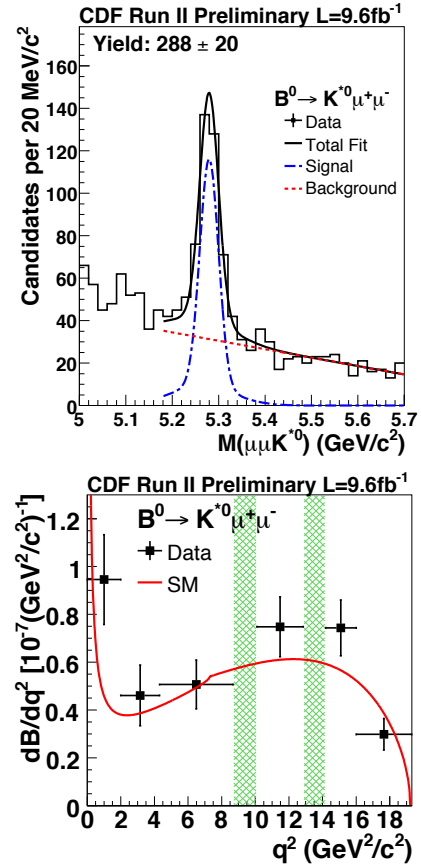 CDF Run II Preliminary L=9.6fb⁻¹
Yield: 288 ± 20
B⁰→ K*⁰μ⁺μ⁻
Data
Total Fit
Signal
Background
Candidates per 20 MeV/c²
160
140
120
100
80
60
40
20
0
5 5.1 5.2 5.3 5.4 5.5 5.6 5.7
M(μμK*⁰) (GeV/c²)
CDF Run II Preliminary L=9.6fb⁻¹
B⁰→ K*⁰μ⁺μ⁻
Data
SM
dB/dq² [10⁻⁷(GeV²/c²)⁻¹]
1.2
1
0.8
0.6
0.4
0.2
0
0 2 4 6 8 10 12 14 16 18
q² (GeV²/c²)